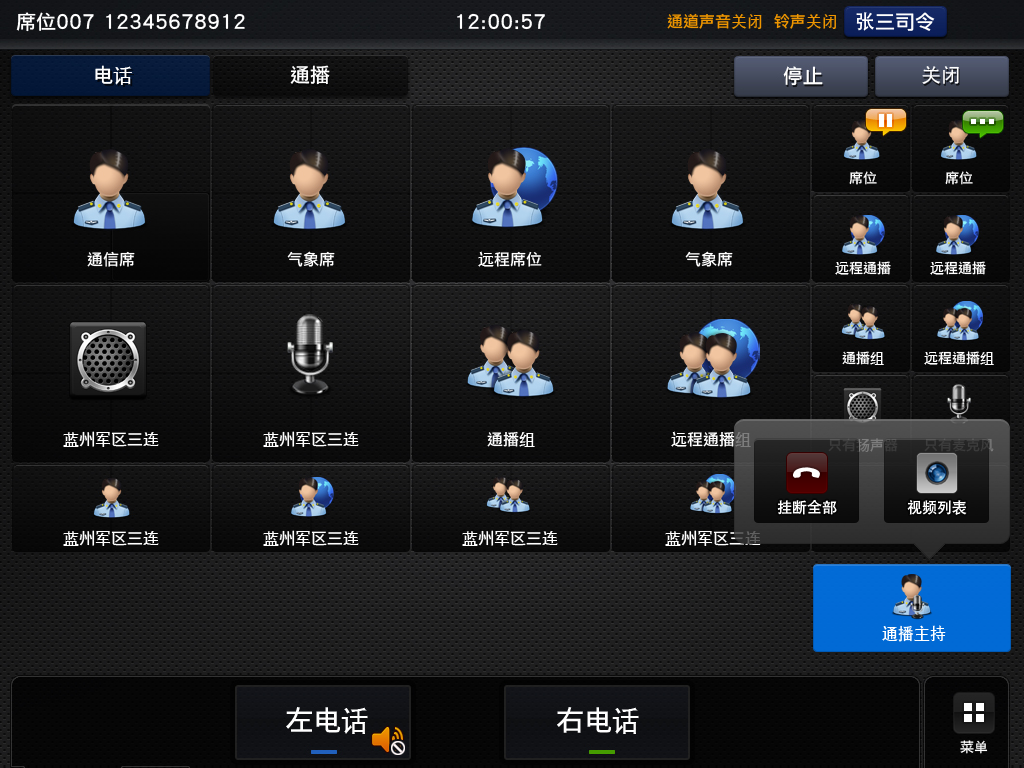 席位007 12345678912
12:00:57
通道声音关闭 铃声关闭
张三司令
电话
通播
停止
关闭
通信席
气象席
远程席位
气象席
席位
席位
远程通播
远程通播
蓝州军区三连
蓝州军区三连
通播组
远程通播组
通播组
远程通播组
只有扬声器
只有麦克风
蓝州军区三连
蓝州军区三连
蓝州军区三连
蓝州军区三连
挂断全部
视频列表
通播主持
左电话
右电话
菜单